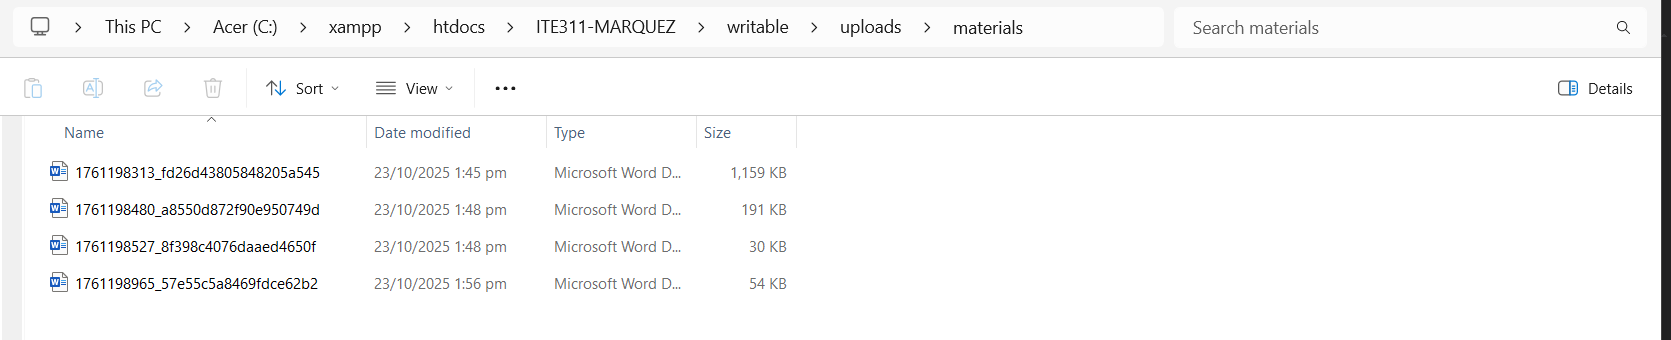 This PC > Acer (C:) > xampp > htdocs > ITE311-MARQUEZ > writable > uploads > materials Search materials
Sort View ••• Details
Name Date modified Type Size
1761198313_fd26d43805848205a545 23/10/2025 1:45 pm Microsoft Word D... 1,159 KB
1761198480_a8550d872f90e950749d 23/10/2025 1:48 pm Microsoft Word D... 191 KB
1761198527_8f398c4076daaed4650f 23/10/2025 1:48 pm Microsoft Word D... 30 KB
1761198965_57e55c5a8469fdce62b2 23/10/2025 1:56 pm Microsoft Word D... 54 KB